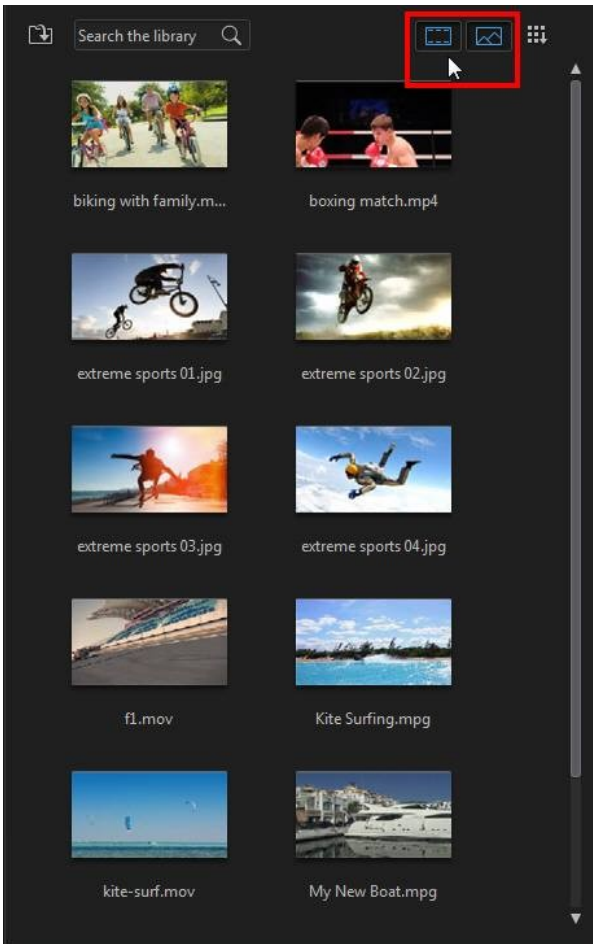 Search the library
biking with family.m...
boxing match.mp4
extreme sports 01.jpg
extreme sports 02.jpg
extreme sports 03.jpg
extreme sports 04.jpg
f1.mov
Kite Surfing.mpg
kite-surf.mov
My New Boat.mpg